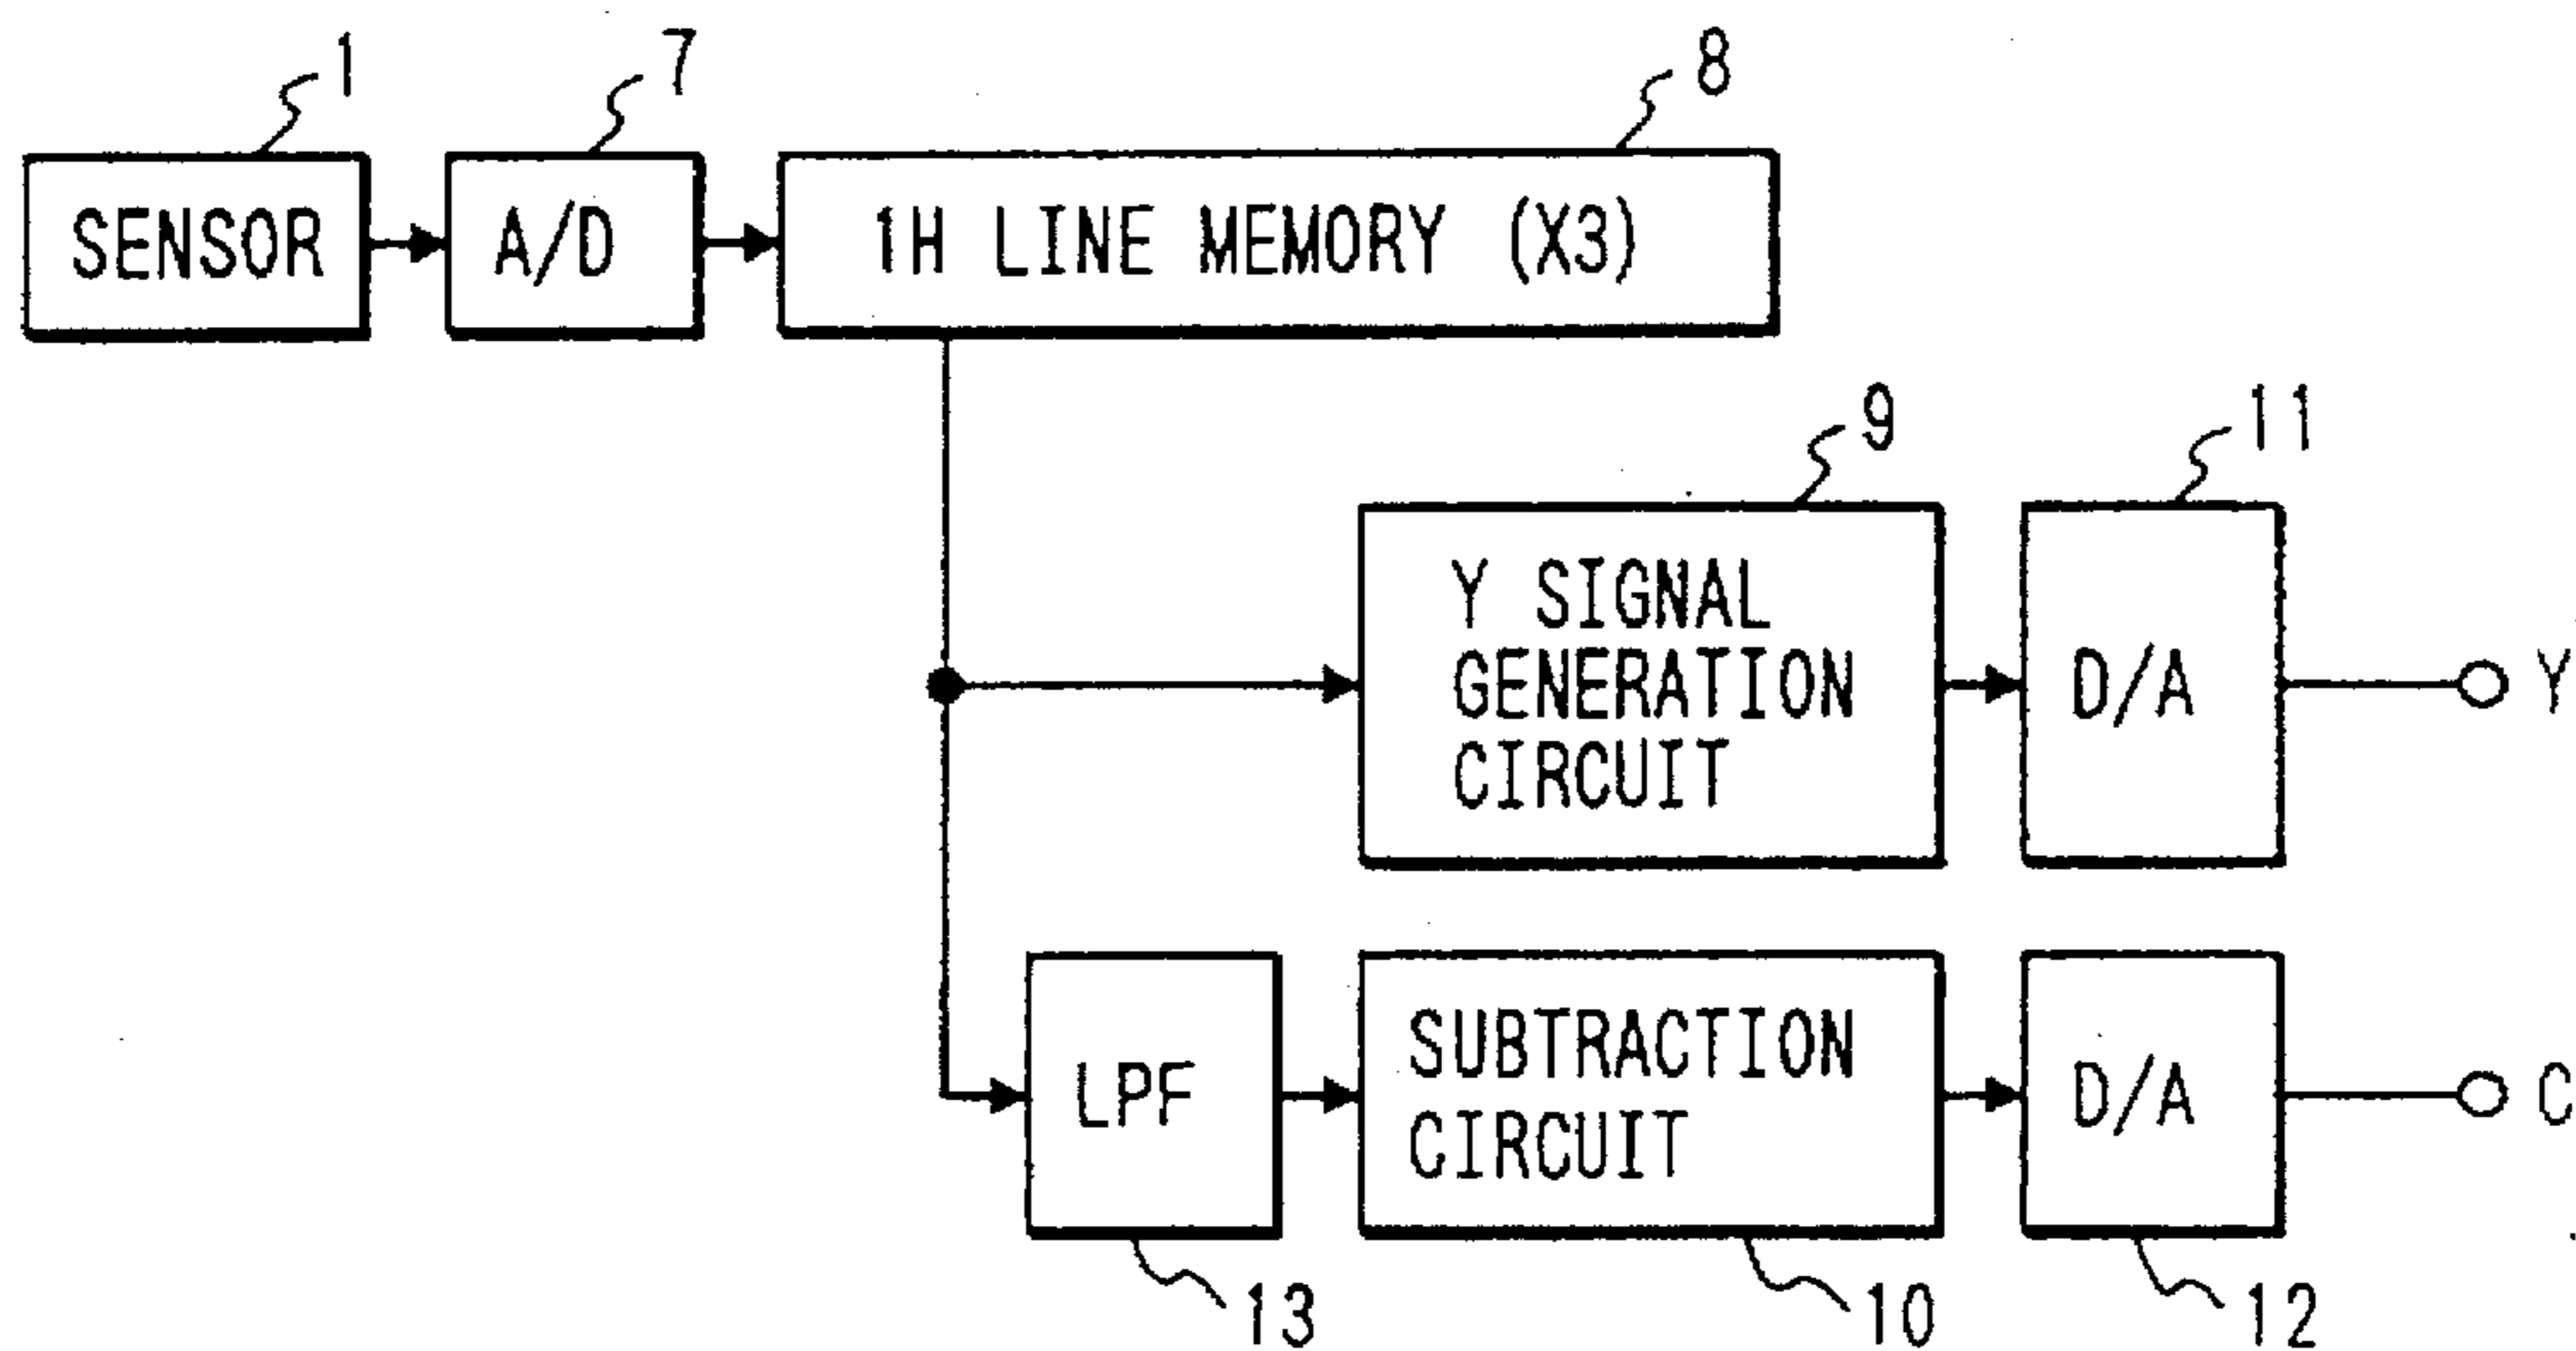 1
7
8
SENSOR
A/D
1H LINE MEMORY (X3)
9
11
Y SIGNAL
GENERATION
CIRCUIT
D/A
Y
LPF
SUBTRACTION
CIRCUIT
D/A
C
13
10
12